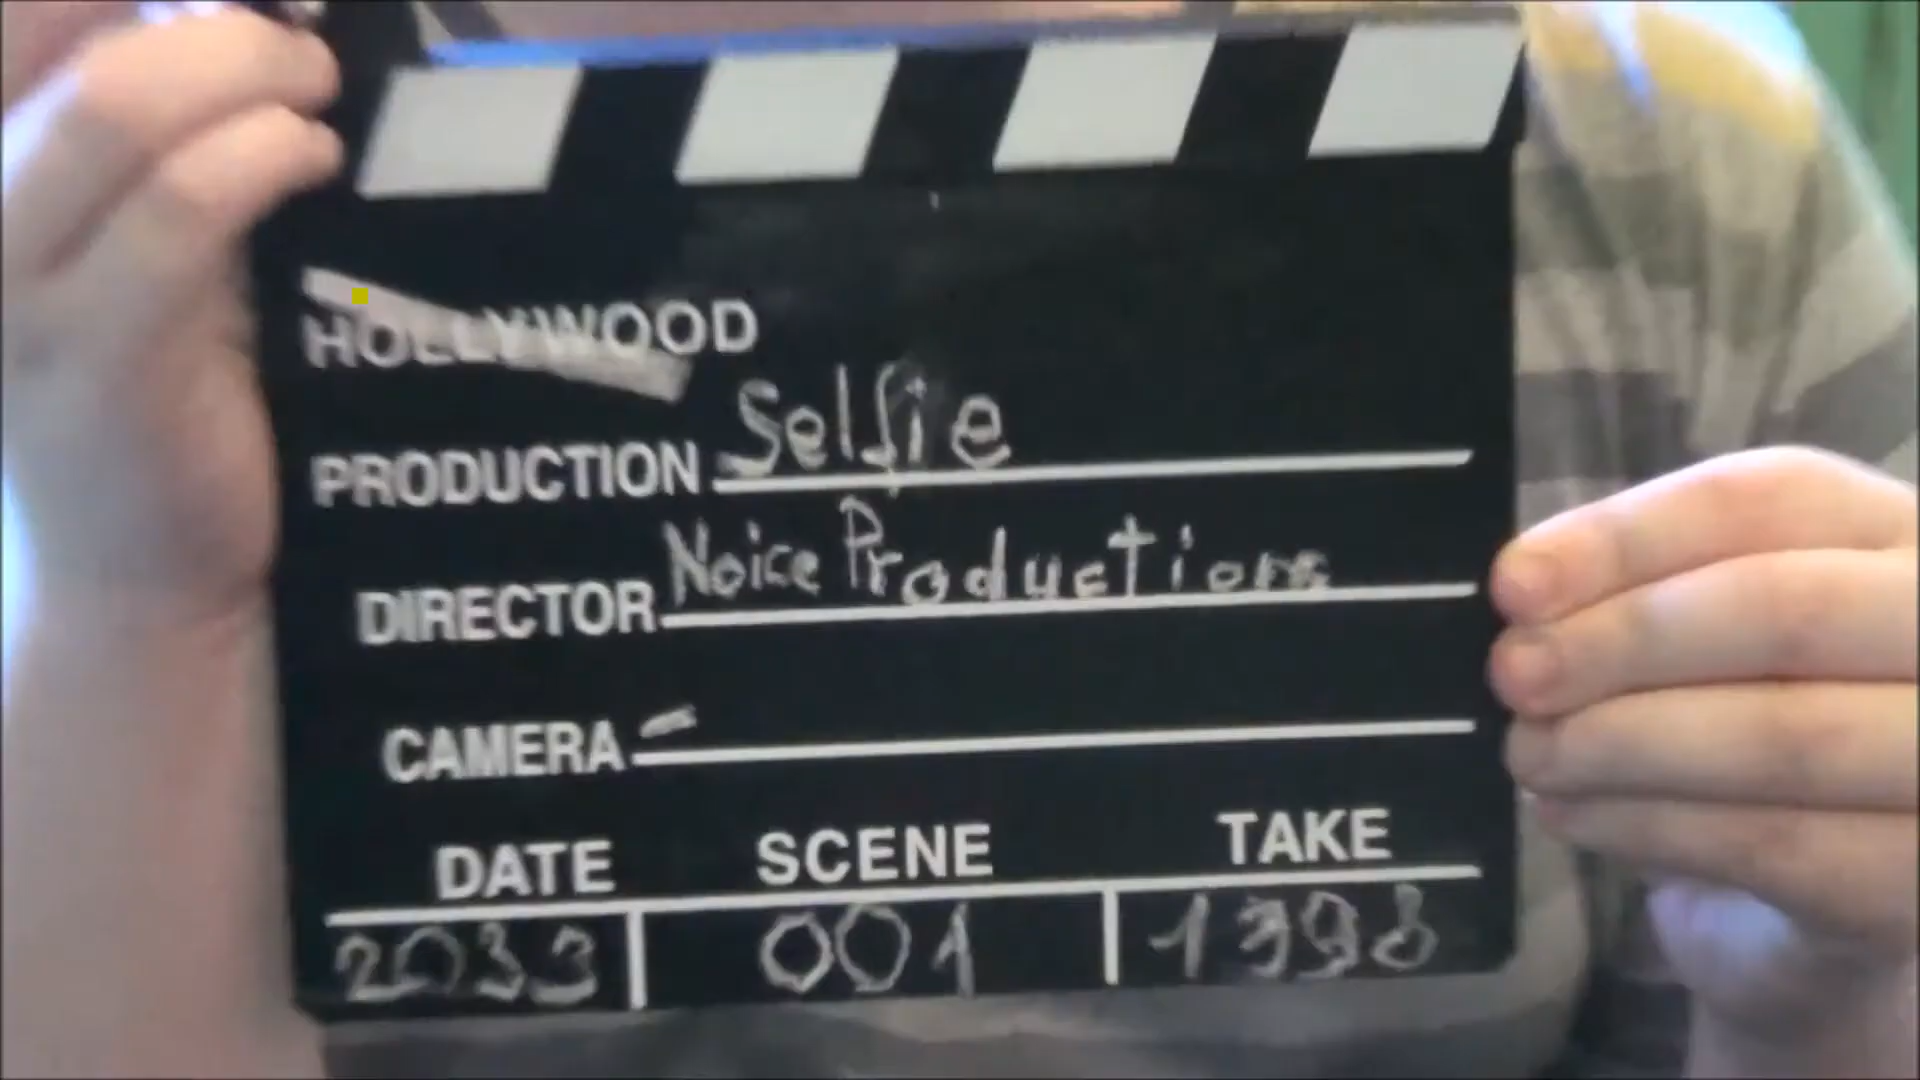 HOLLYWOOD
PRODUCTION Selfie
DIRECTOR Noice Productions
CAMERA
DATE SCENE TAKE
2033 001 1398